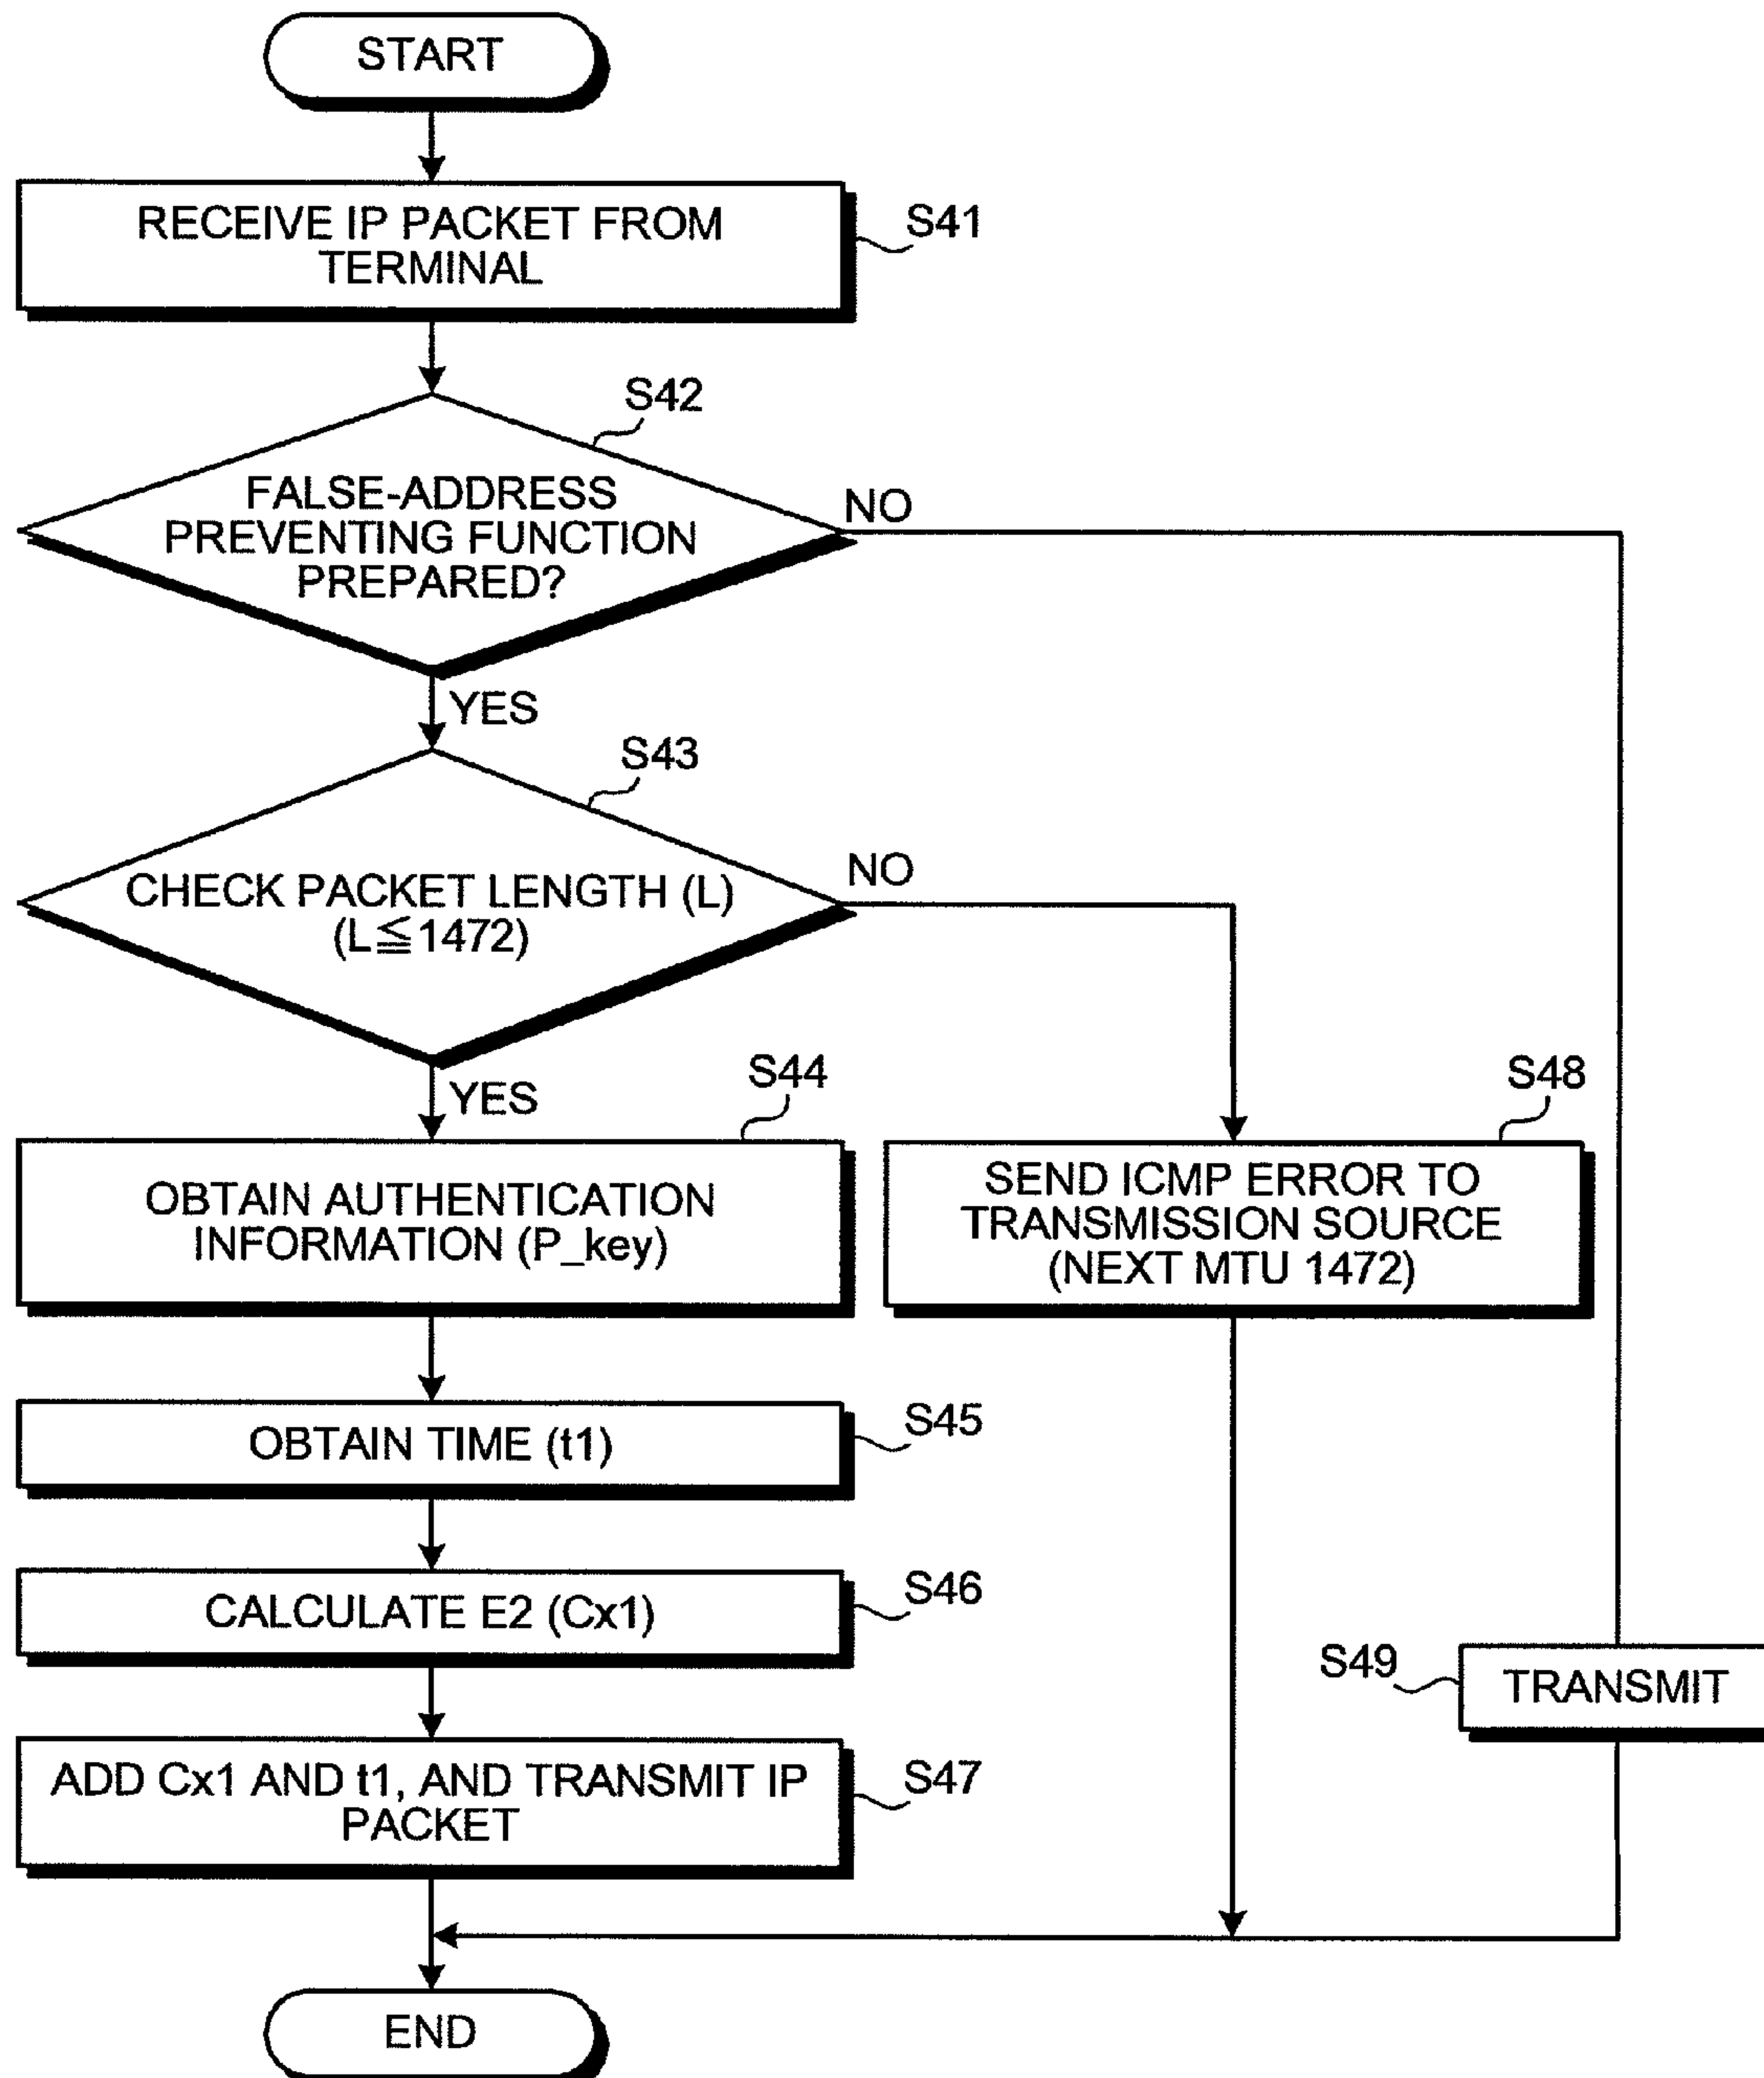 START
RECEIVE IP PACKET FROM
TERMINAL
S41
S42
FALSE-ADDRESS
PREVENTING FUNCTION
PREPARED?
NO
YES
S43
CHECK PACKET LENGTH (L)
(L≦1472)
NO
YES
S44
OBTAIN AUTHENTICATION
INFORMATION (P_key)
S48
SEND ICMP ERROR TO
TRANSMISSION SOURCE
(NEXT MTU 1472)
OBTAIN TIME (t1)
S45
CALCULATE E2 (Cx1)
S46
S49
TRANSMIT
ADD Cx1 AND t1, AND TRANSMIT IP
PACKET
S47
END